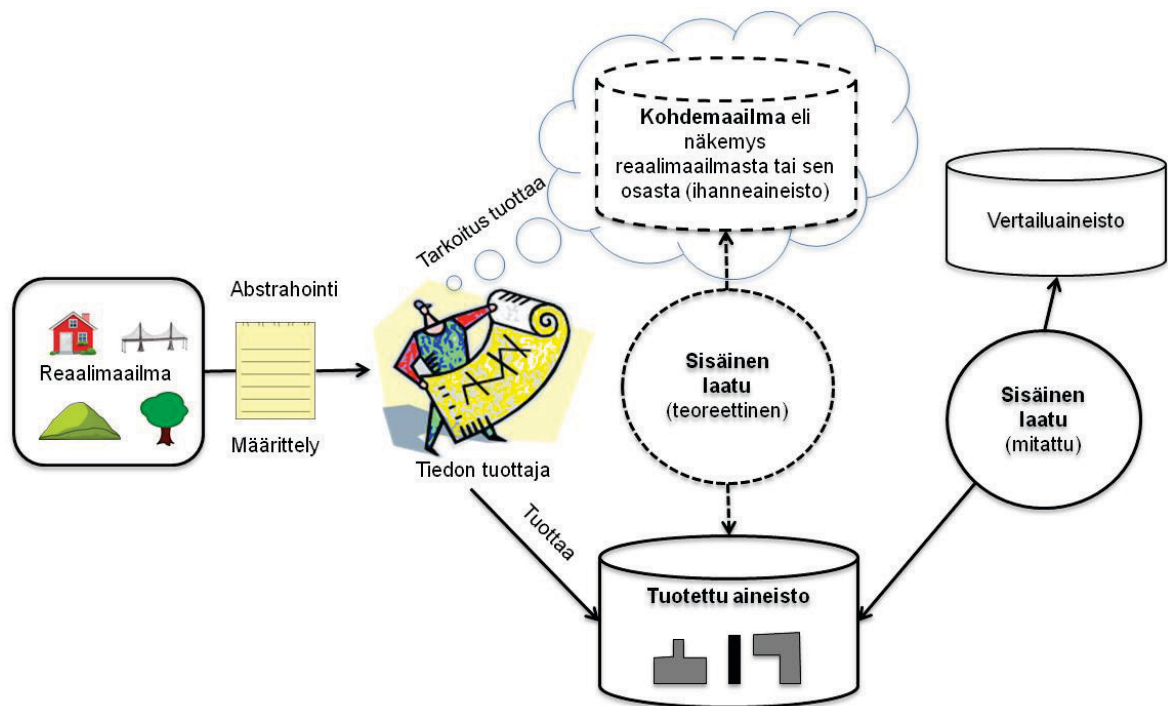 Kohdemaailma eli
näkemys
reaalimaailmasta tai sen
osasta (ihanneaineisto)
Tarkoitus tuottaa
Vertailuaineisto
Abstrahointi
Reaalimaailma
Määrittely
Tiedon tuottaja
Sisäinen
laatu
(teoreettinen)
Sisäinen
laatu
(mitattu)
Tuottaa
Tuotettu aineisto